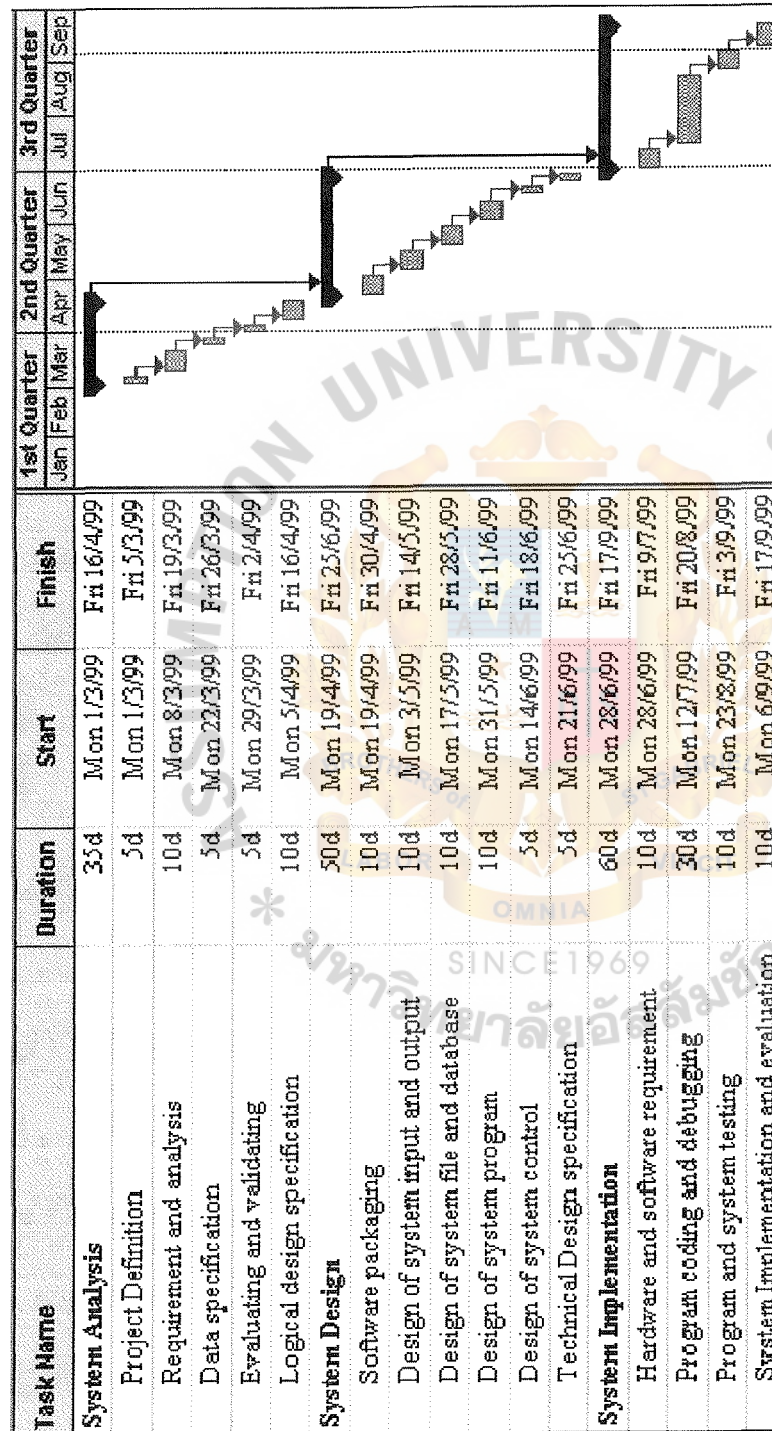 Task Name Duration Start Finish 1st Quarter 2nd Quarter 3rd Quarter
Jan Feb Mar Apr May Jun Jul Aug Sep
System Analysis 35d Mon 1/3/99 Fri 16/4/99
Project Definition 5d Mon 1/3/99 Fri 5/3/99
Requirement and analysis 10d Mon 8/3/99 Fri 19/3/99
Data specification 5d Mon 22/3/99 Fri 26/3/99
Evaluating and validating 5d Mon 29/3/99 Fri 2/4/99
Logical design specification 10d Mon 5/4/99 Fri 16/4/99
System Design 50d Mon 19/4/99 Fri 25/6/99
Software packaging 10d Mon 19/4/99 Fri 30/4/99
Design of system input and output 10d Mon 3/5/99 Fri 14/5/99
Design of system file and database 10d Mon 17/5/99 Fri 28/5/99
Design of system program 10d Mon 31/5/99 Fri 11/6/99
Design of system control 5d Mon 14/6/99 Fri 18/6/99
Technical Design specification 5d Mon 21/6/99 Fri 25/6/99
System Implementation 60d Mon 28/6/99 Fri 17/9/99
Hardware and software requirement 10d Mon 28/6/99 Fri 9/7/99
Program coding and debugging 30d Mon 12/7/99 Fri 20/8/99
Program and system testing 10d Mon 23/8/99 Fri 3/9/99
System Implementation and evaluation 10d Mon 6/9/99 Fri 17/9/99
ASSUMPTION UNIVERSITY
BROTHERS of
ST GABRIEL
LABOR
VINCIT
OMNIA
SINCE 1969